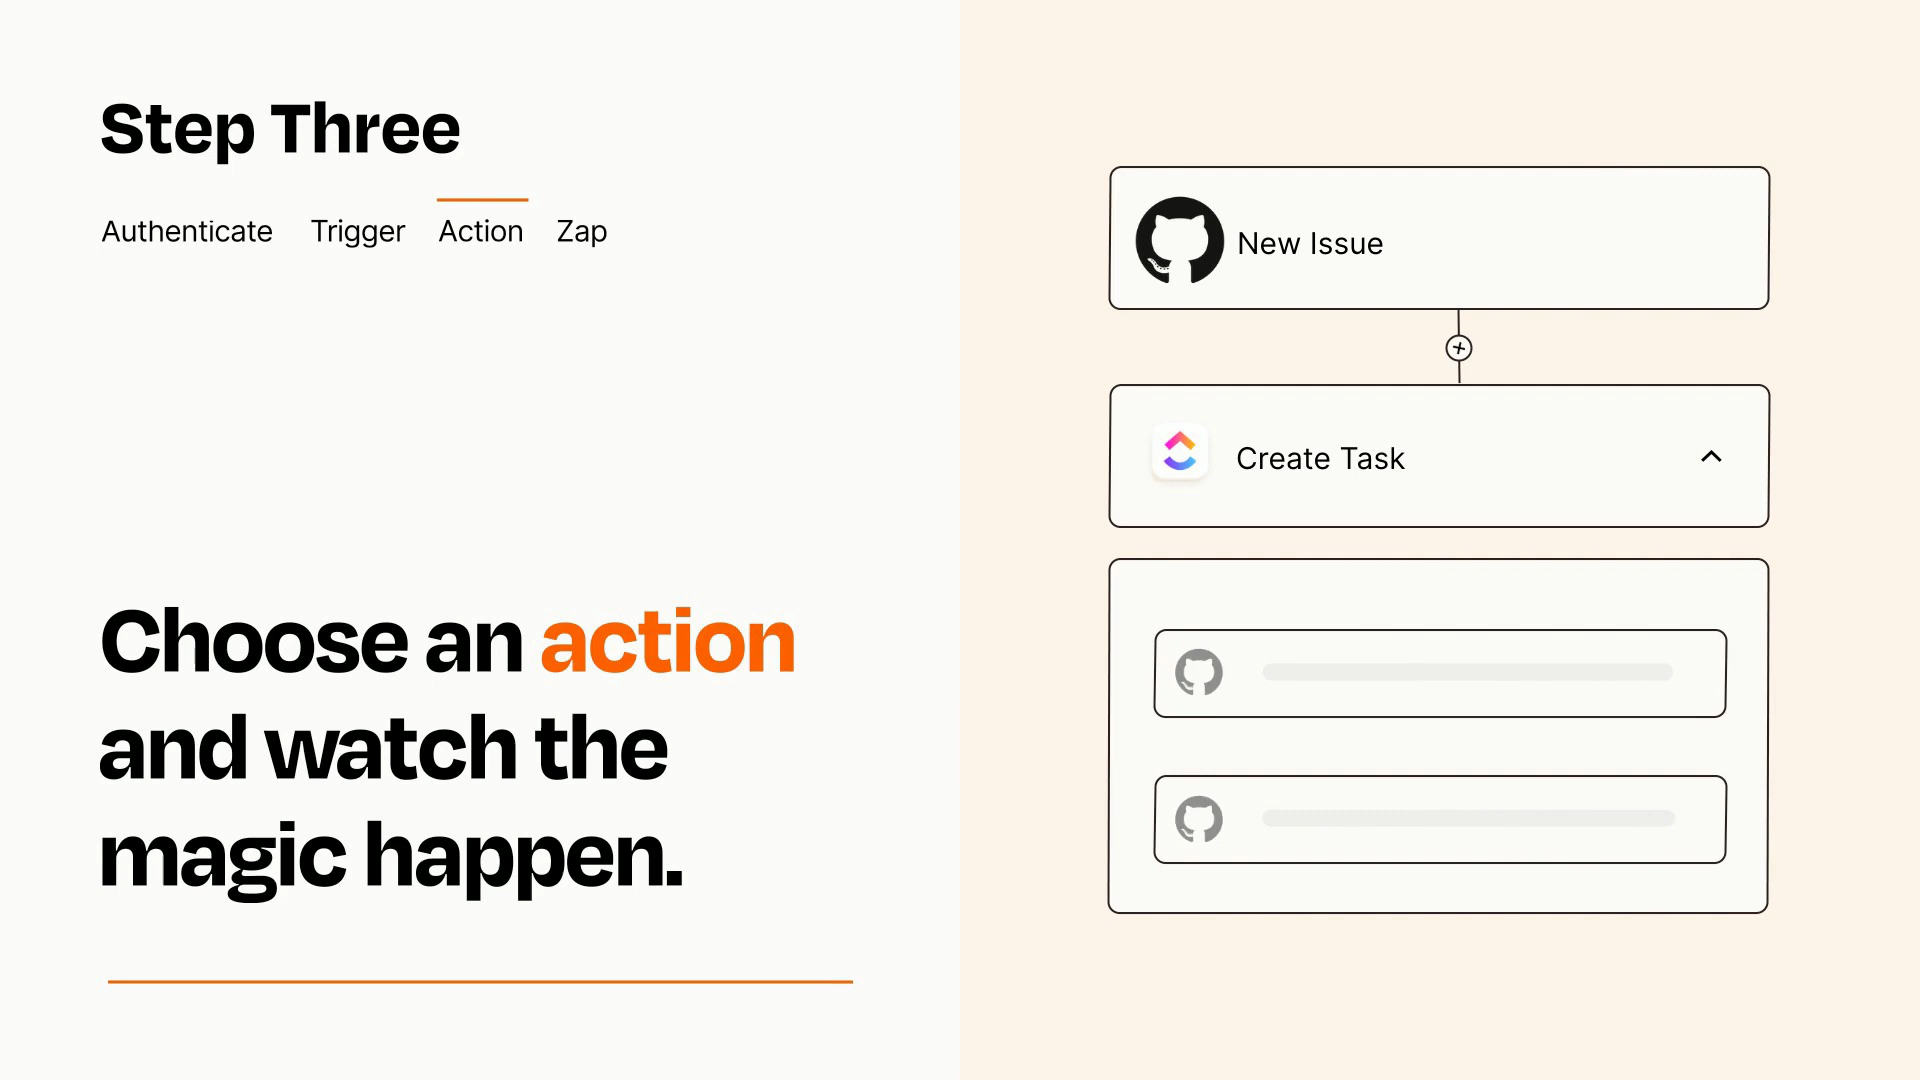 Step Three
Authenticate Trigger Action Zap
Choose an action
and watch the
magic happen.
New Issue
Create Task